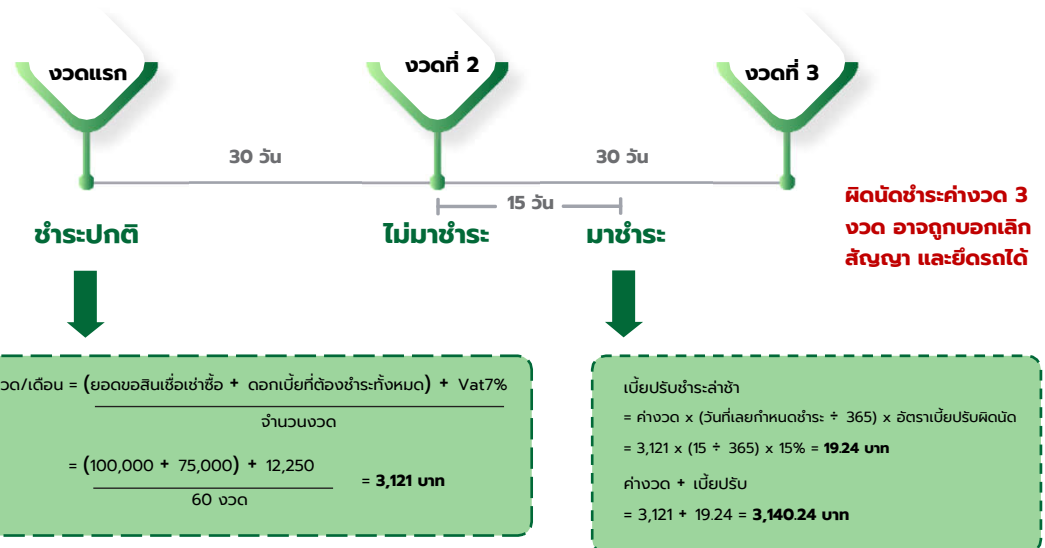 งวดแรก
งวดที่ 2
งวดที่ 3
30 วัน
30 วัน
15 วัน
ชำระปกติ
ไม่มาชำระ
มาชำระ
ผิดนัดชำระค่างวด 3
งวด อาจถูกบอกเลิก
สัญญา และยึดรถได้
วด/เดือน = (ยอดขอสินเชื่อเช่าซื้อ + ดอกเบี้ยที่ต้องชำระทั้งหมด) + Vat7%
จำนวนงวด
= (100,000 + 75,000) + 12,250
60 งวด
= 3,121 บาท
เบี้ยปรับชำระล่าช้า
= ค่างวด x (วันที่เลยกำหนดชำระ ÷ 365) x อัตราเบี้ยปรับผิดนัด
= 3,121 x (15 ÷ 365) x 15% = 19.24 บาท
ค่างวด + เบี้ยปรับ
= 3,121 + 19.24 = 3,140.24 บาท